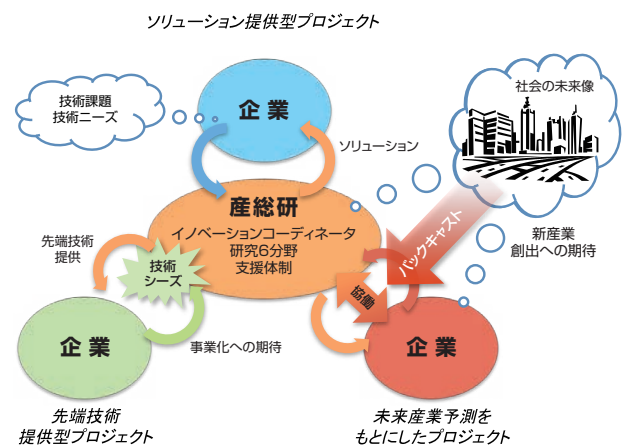 ソリューション提供型プロジェクト
技術課題
技術ニーズ
企業
社会の未来像
ソリューション
産総研
イノベーションコーディネータ
研究6分野
支援体制
先端技術
提供
技術
シーズ
バックキャスト
新産業
創出への期待
協働
企業
事業化への期待
企業
先端技術
提供型プロジェクト
未来産業予測を
もとにしたプロジェクト